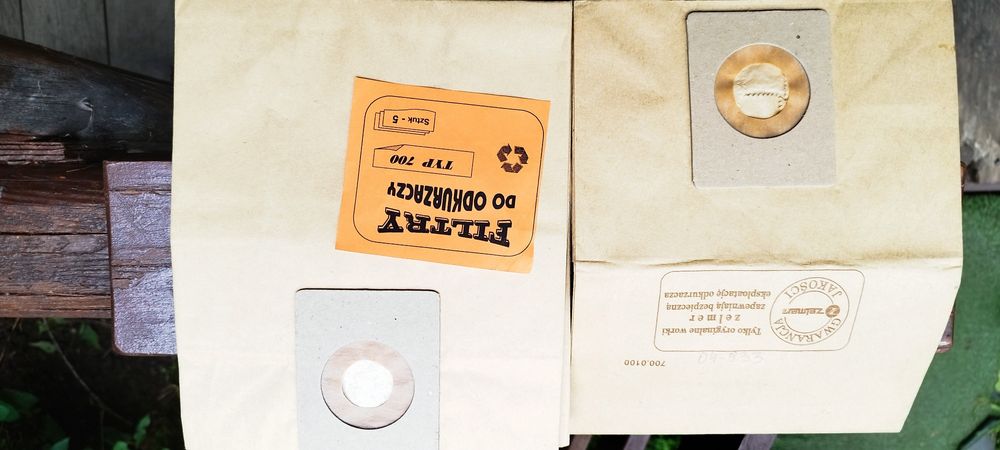 FILTRY
DO ODKURZACZY
TYP 700
Sztuk - 5
GWARANCJA
zelmer
JAKOŚCI
Tylko oryginalne worki
zelmer
zapewniają bezpieczną
eksploatację odkurzacza
700.0100